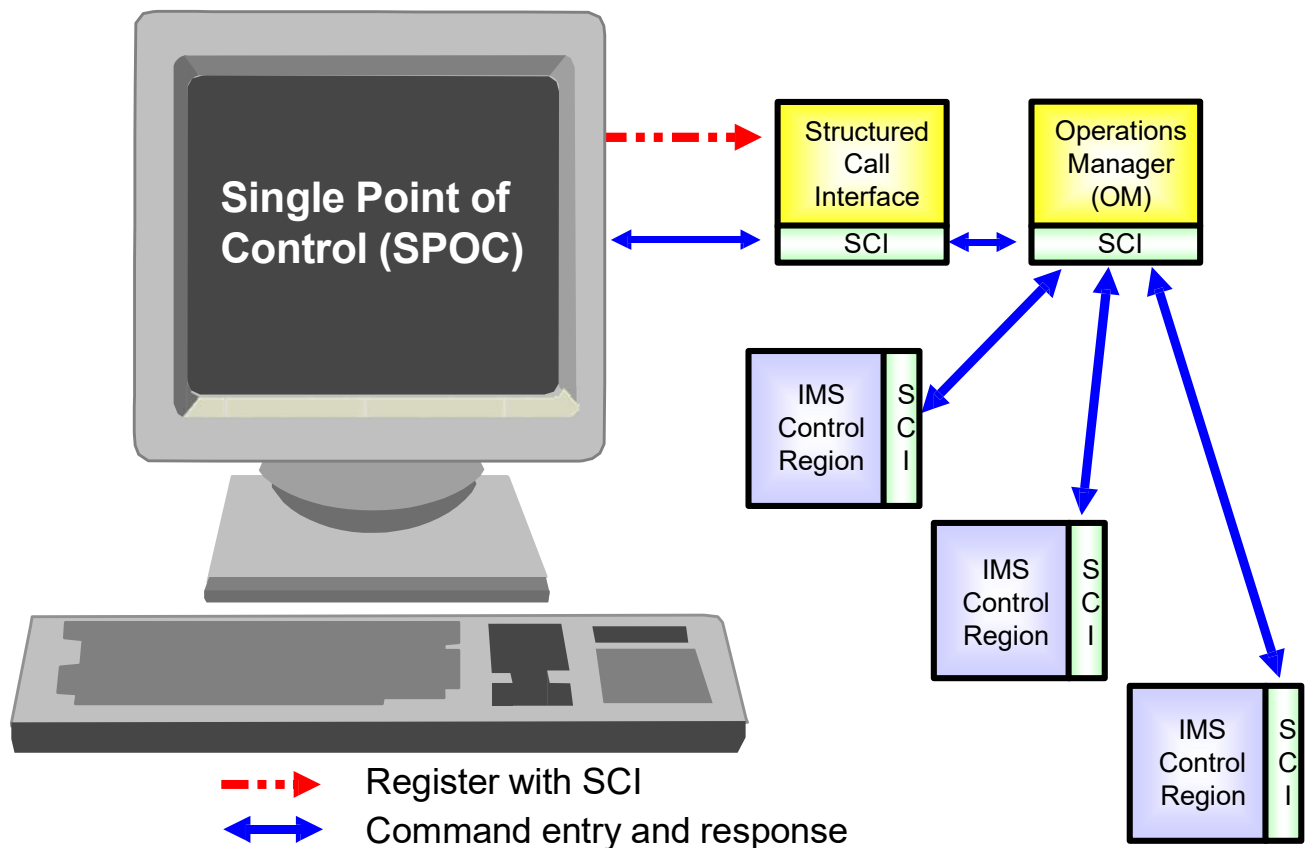 Single Point of
Control (SPOC)
Structured
Call
Interface
SCI
Operations
Manager
(OM)
SCI
IMS
Control
Region
S
C
I
IMS
Control
Region
S
C
I
IMS
Control
Region
S
C
I
Register with SCI
Command entry and response